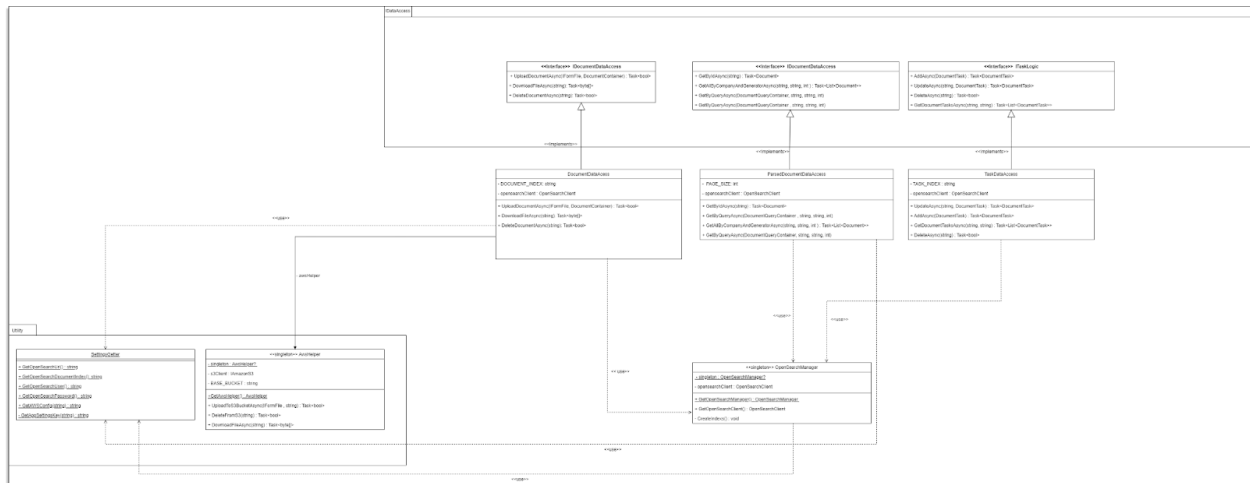 IDataAccess
<<Interface>> IDocumentDataAccess
+ UploadDocumentAsync(IFormFile, DocumentContainer) : Task<bool>
+ DownloadFileAsync(string): Task<byte[]>
+ DeleteDocumentAsync(string): Task<bool>
<<Interface>> IDocumentDataAccess
+ GetByIdAsync(string) : Task<Document>
+ GetAllByCompanyAndGeneratorAsync(string, string, int ) : Task<List<Document>>
+ GetByQueryAsync(DocumentQueryContainer, string, string, int)
+ GetByQueryAsync(DocumentQueryContainer , string, string, int)
<<Interface>> ITaskLogic
+ AddAsync(DocumentTask) : Task<DocumentTask>
+ UpdateAsync(string, DocumentTask) : Task<DocumentTask>
+ DeleteAsync(string) : Task<bool>
+ GetDocumentTasksAsync(string, string) : Task<List<DocumentTask>>
<<Implements>>
<<Implements>>
<<Implements>>
DocumentDataAccess
- DOCUMENT_INDEX: string
- opensearchClient : OpenSearchClient
+ UploadDocumentAsync(IFormFile, DocumentContainer) : Task<bool>
+ DownloadFileAsync(string) : Task<byte[]>
+ DeleteDocumentAsync(string): Task<bool>
ParsedDocumentDataAccess
- PAGE_SIZE: int
- opensearchClient : OpenSearchClient
+ GetByIdAsync(string) : Task<Document>
+ GetByQueryAsync(DocumentQueryContainer , string, string, int)
+ GetAllByCompanyAndGeneratorAsync(string, string, int ) : Task<List<Document>>
+ GetByQueryAsync(DocumentQueryContainer, string, string, int)
TaskDataAccess
- TASK_INDEX : string
- opensearchClient : OpenSearchClient
+ UpdateAsync(string, DocumentTask) : Task<DocumentTask>
+ AddAsync(DocumentTask) : Task<DocumentTask>
+ GetDocumentTasksAsync(string, string) : Task<List<DocumentTask>>
+ DeleteAsync(string) : Task<bool>
<<use>>
- awsHelper
<<use>>
<<use>>
<<use>>
Utility
SettingsGetter
+ GetOpenSearchUri() : string
+ GetOpenSearchDocumentIndex() : string
+ GetOpenSearchUser() : string
+ GetOpenSearchPassword() : string
+ GetAWSConfig(string) : string
- GetAppSettingsKey(string) : string
<<singleton>> AwsHelper
- singleton : AwsHelper?
- s3Client : IAmazonS3
- BASE_BUCKET : string
+ GetAwsHelper() : AwsHelper
+ UploadToS3BucketAsync(IFormFile , string) : Task<bool>
+ DeleteFromS3(string) : Task<bool>
+ DownloadFileAsync(string) : Task<byte[]>
<<singleton>> OpenSearchManager
- singleton : OpenSearchManager?
- opensearchClient : OpenSearchClient
+ GetOpenSearchManager() : OpenSearchManager
+ GetOpenSearchClient() : OpenSearchClient
- CreateIndexes() : void
<<use>>
<<use>>